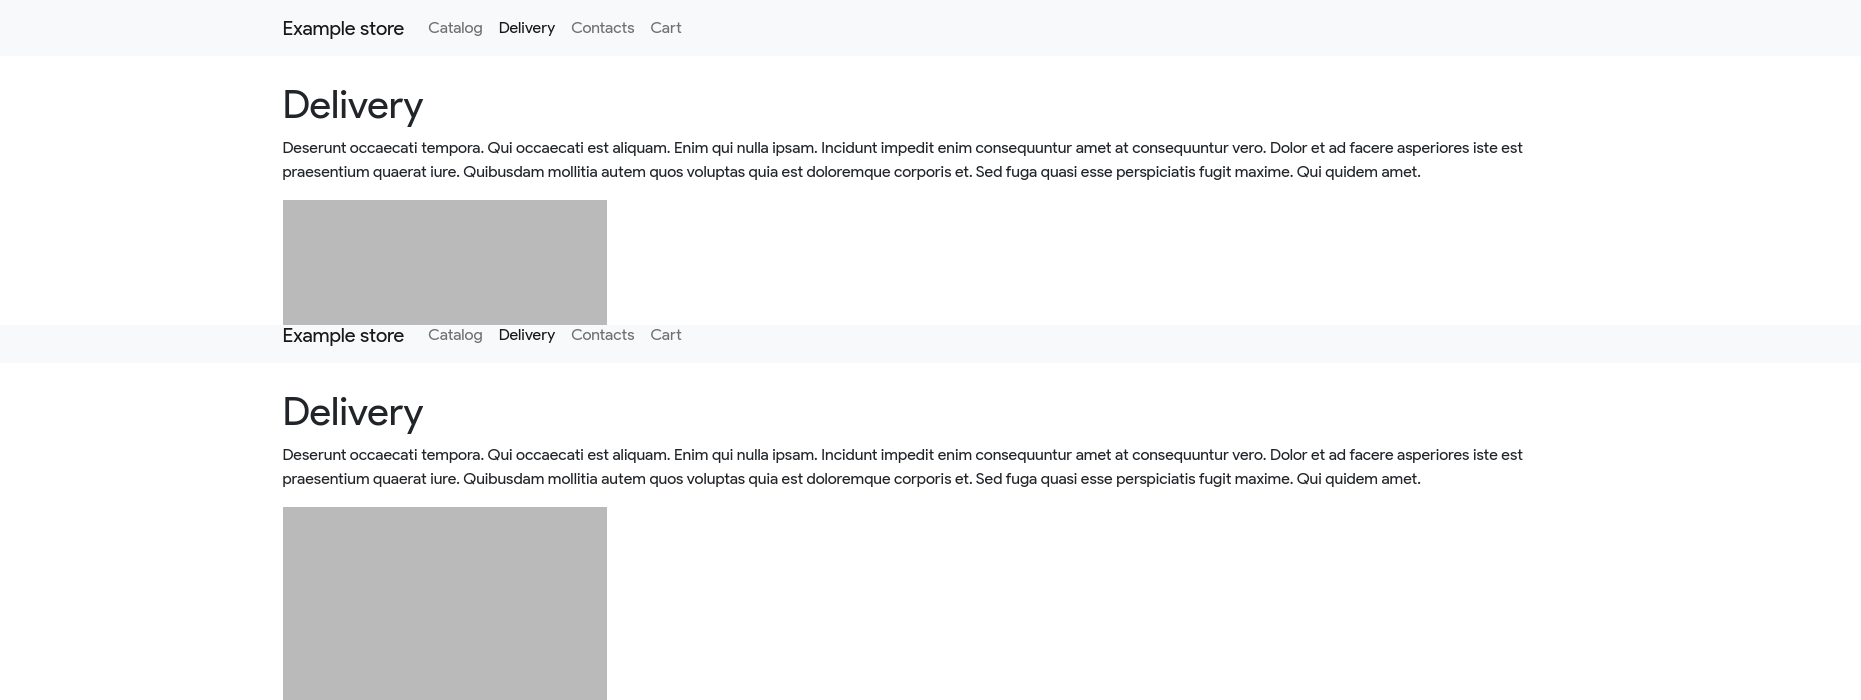 Example store Catalog Delivery Contacts Cart
Delivery
Deserunt occaecati tempora. Qui occaecati est aliquam. Enim qui nulla ipsam. Incidunt impedit enim consequuntur amet at consequuntur vero. Dolor et ad facere asperiores iste est
praesentium quaerat iure. Quibusdam mollitia autem quos voluptas quia est doloremque corporis et. Sed fuga quasi esse perspiciatis fugit maxime. Qui quidem amet.
Example store Catalog Delivery Contacts Cart
Delivery
Deserunt occaecati tempora. Qui occaecati est aliquam. Enim qui nulla ipsam. Incidunt impedit enim consequuntur amet at consequuntur vero. Dolor et ad facere asperiores iste est
praesentium quaerat iure. Quibusdam mollitia autem quos voluptas quia est doloremque corporis et. Sed fuga quasi esse perspiciatis fugit maxime. Qui quidem amet.